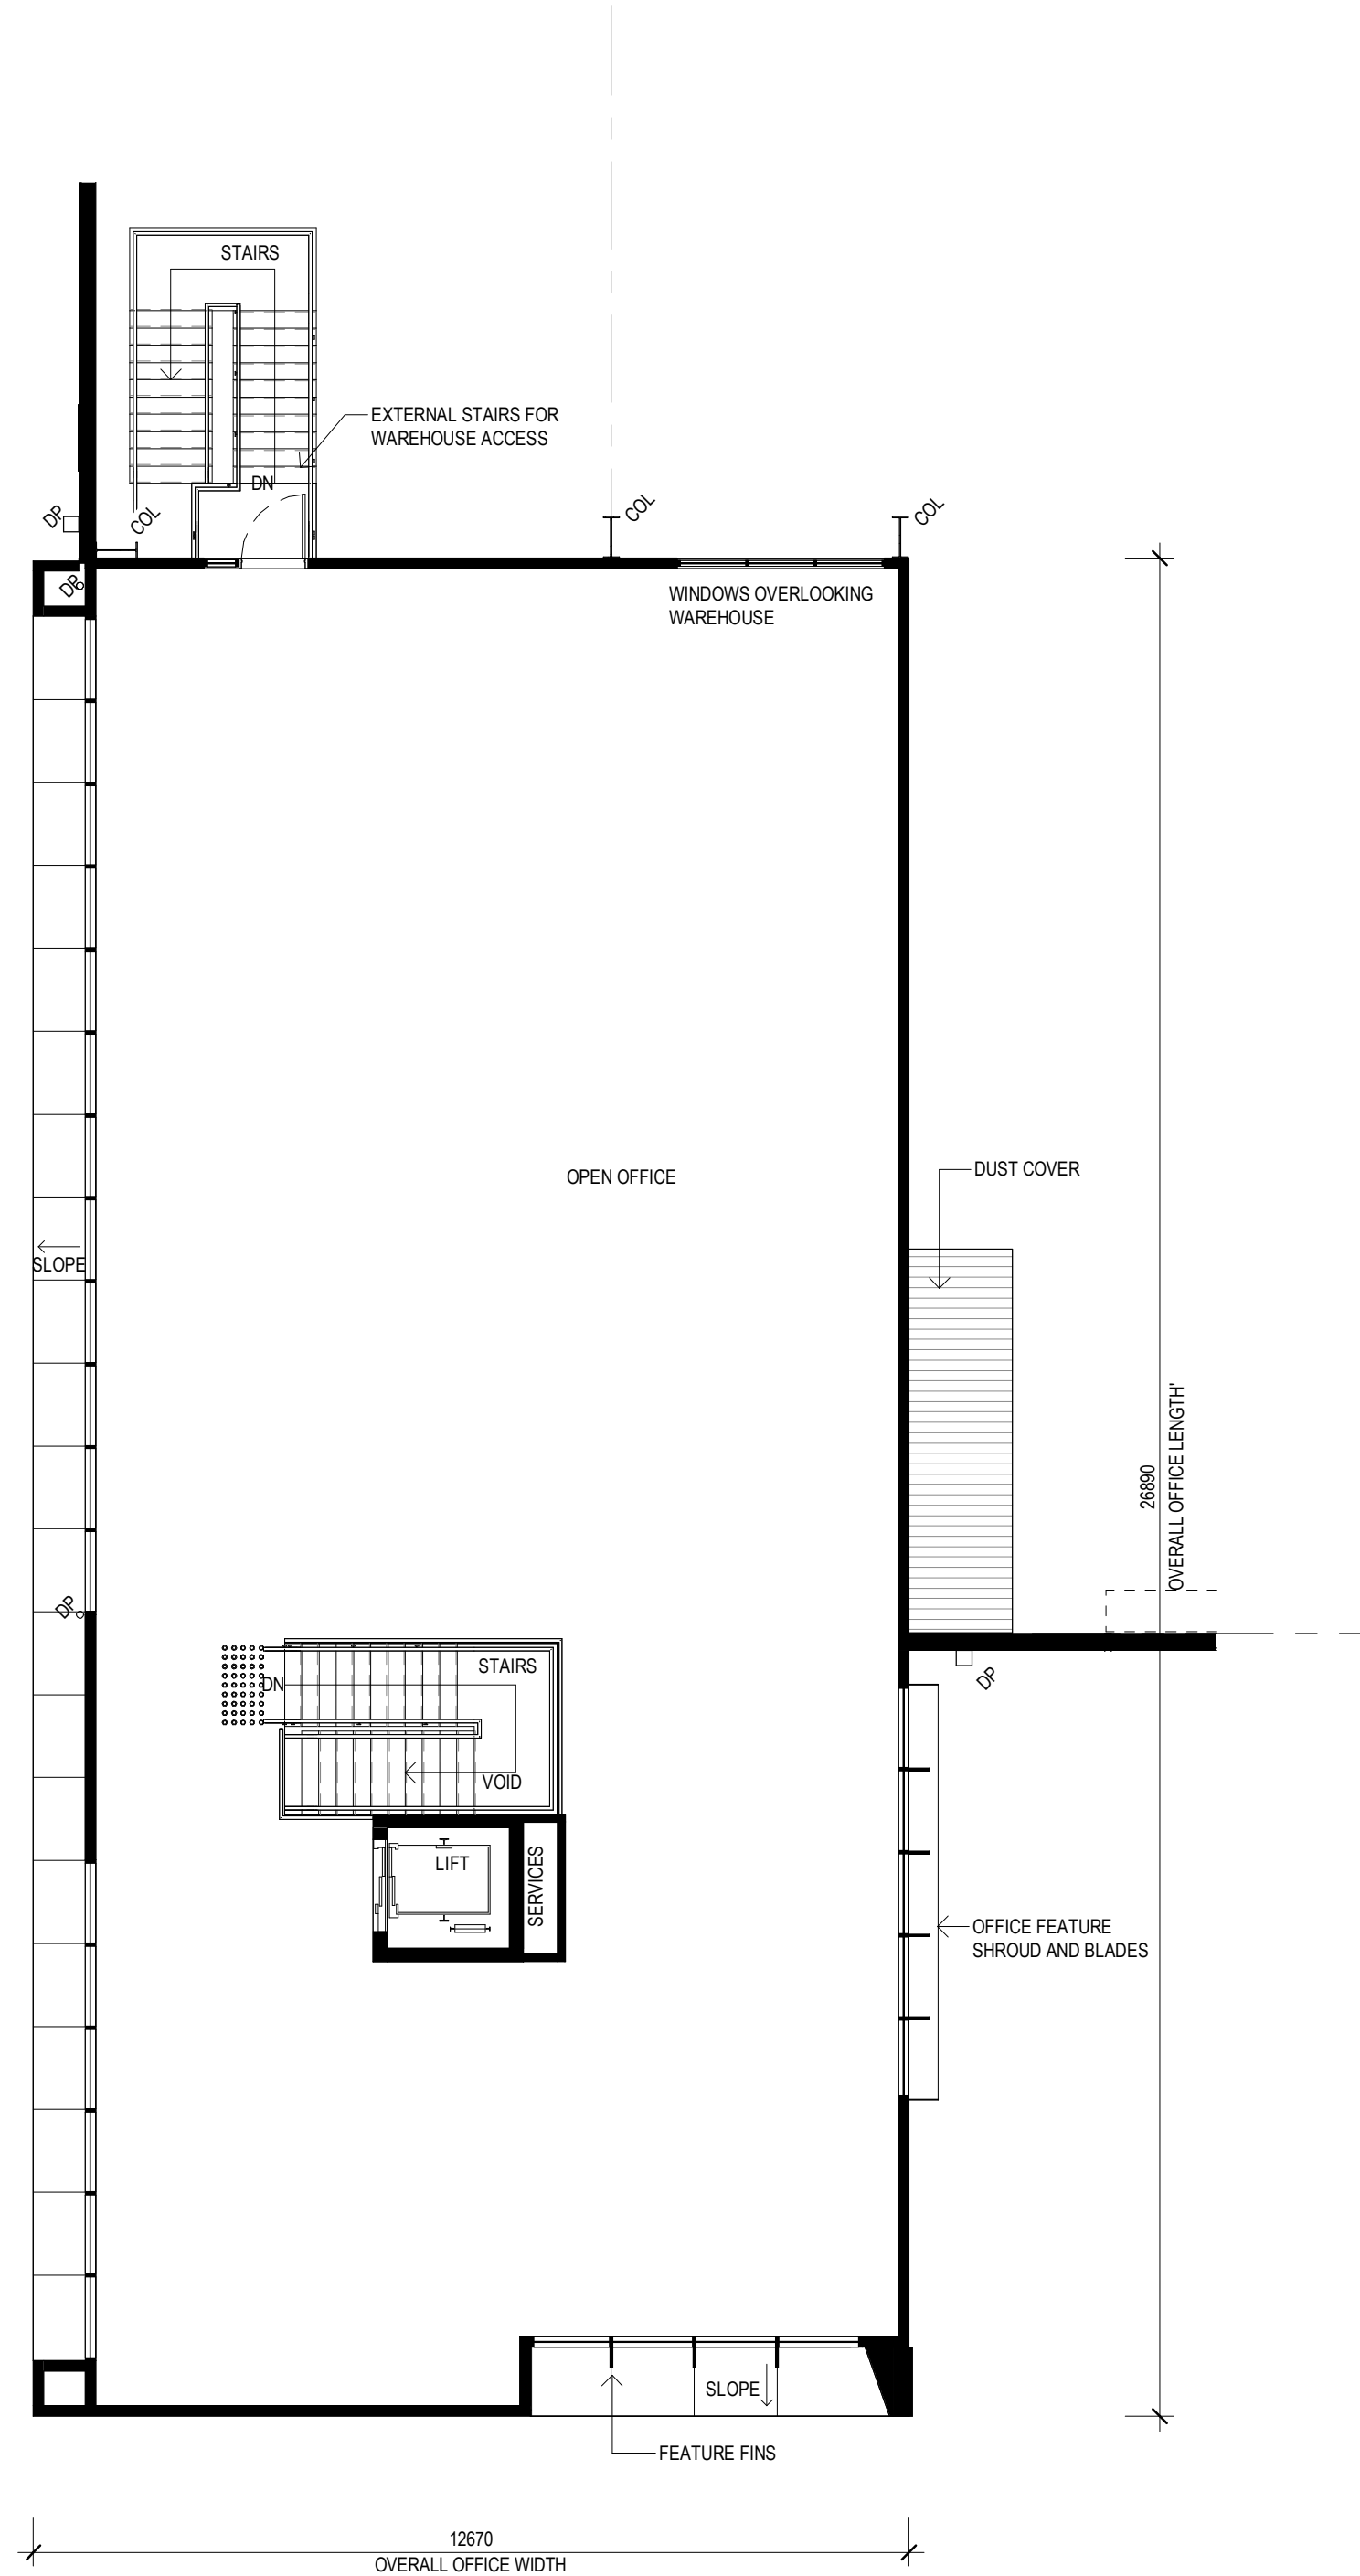 STAIRS
EXTERNAL STAIRS FOR
WAREHOUSE ACCESS
DN
DP
COL
COL
COL
DP
WINDOWS OVERLOOKING
WAREHOUSE
OPEN OFFICE
DUST COVER
SLOPE
26890
OVERALL OFFICE LENGTH'
DP
STAIRS
DN
DP
VOID
LIFT
SERVICES
OFFICE FEATURE
SHROUD AND BLADES
SLOPE
FEATURE FINS
12670
OVERALL OFFICE WIDTH